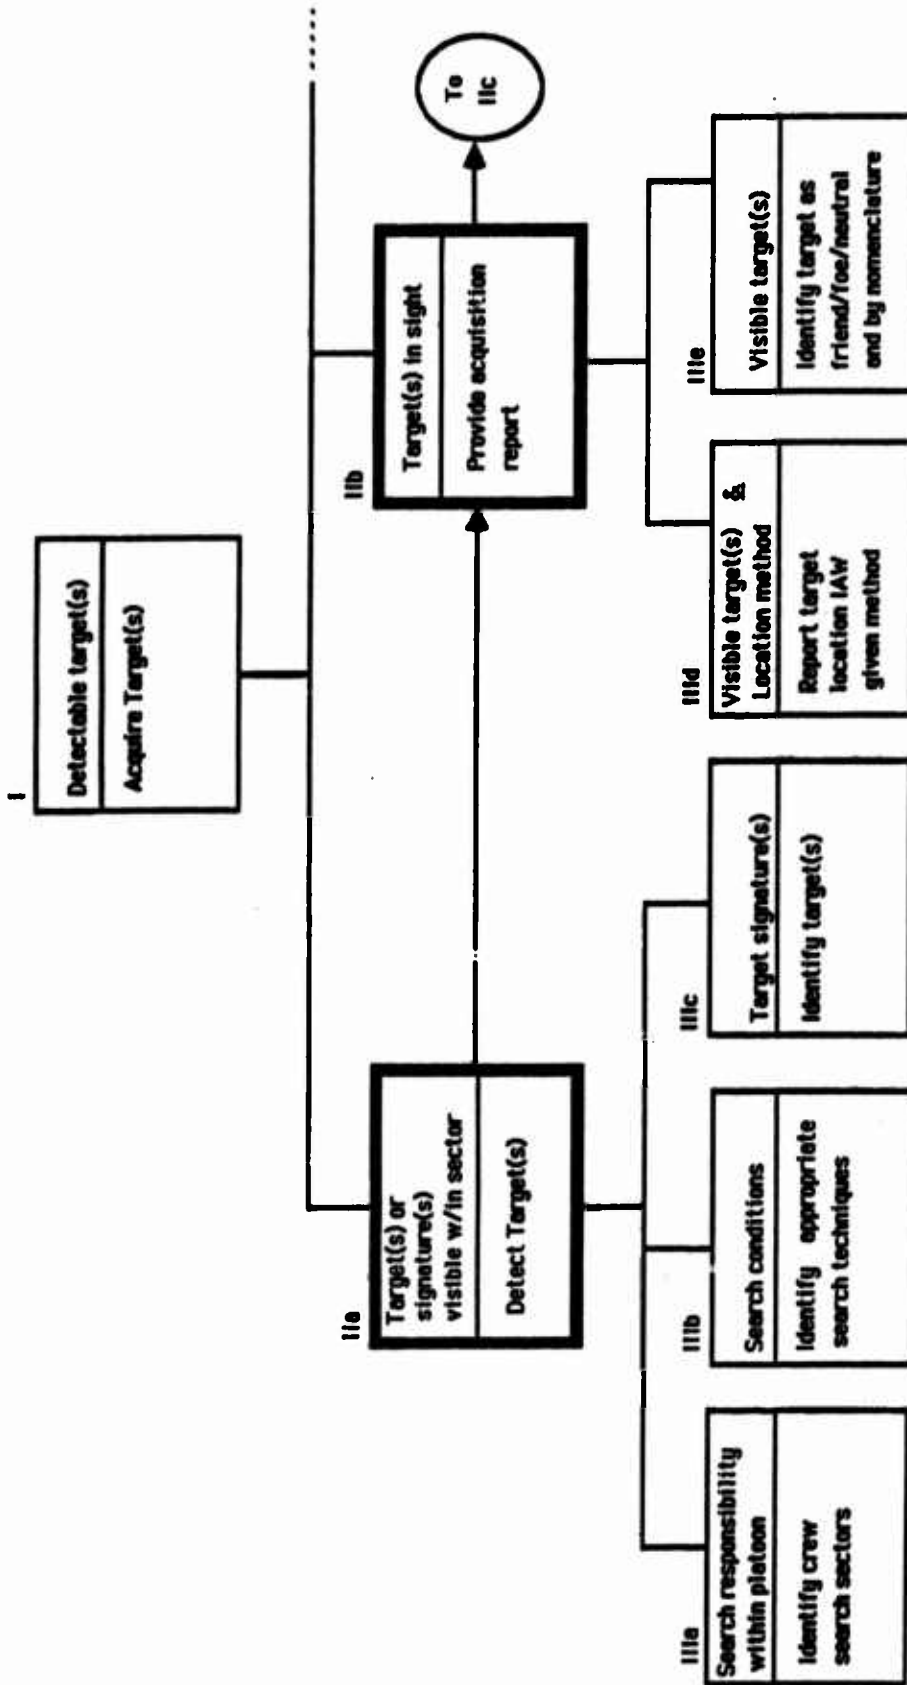 I
Detectable target(s)
Acquire Target(s)
IIa
Target(s) or
signature(s)
visible w/in sector
Detect Target(s)
IIb
Target(s) in sight
Provide acquisition
report
To
IIc
IIIa
Search responsibility
within platoon
Identify crew
search sectors
IIIb
Search conditions
Identify appropriate
search techniques
IIIc
Target signature(s)
Identify target(s)
IIId
Visible target(s) &
Location method
Report target
location IAW
given method
IIIe
Visible target(s)
Identify target as
friend/foe/neutral
and by nomenclature